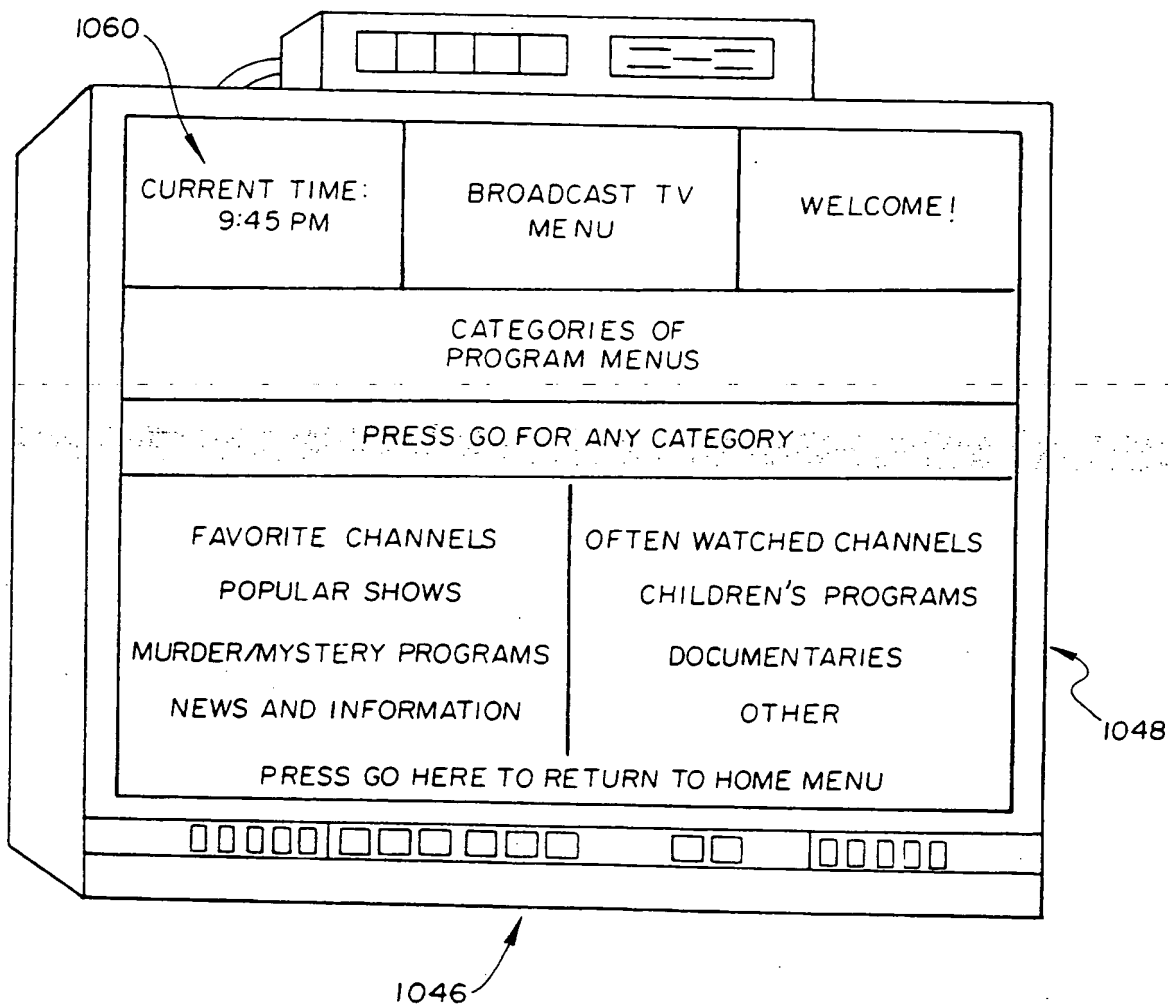 1060
CURRENT TIME:
9:45 PM
BROADCAST TV
MENU
WELCOME!
CATEGORIES OF
PROGRAM MENUS
PRESS GO FOR ANY CATEGORY
FAVORITE CHANNELS
POPULAR SHOWS
MURDER/MYSTERY PROGRAMS
NEWS AND INFORMATION
OFTEN WATCHED CHANNELS
CHILDREN'S PROGRAMS
DOCUMENTARIES
OTHER
PRESS GO HERE TO RETURN TO HOME MENU
1048
1046